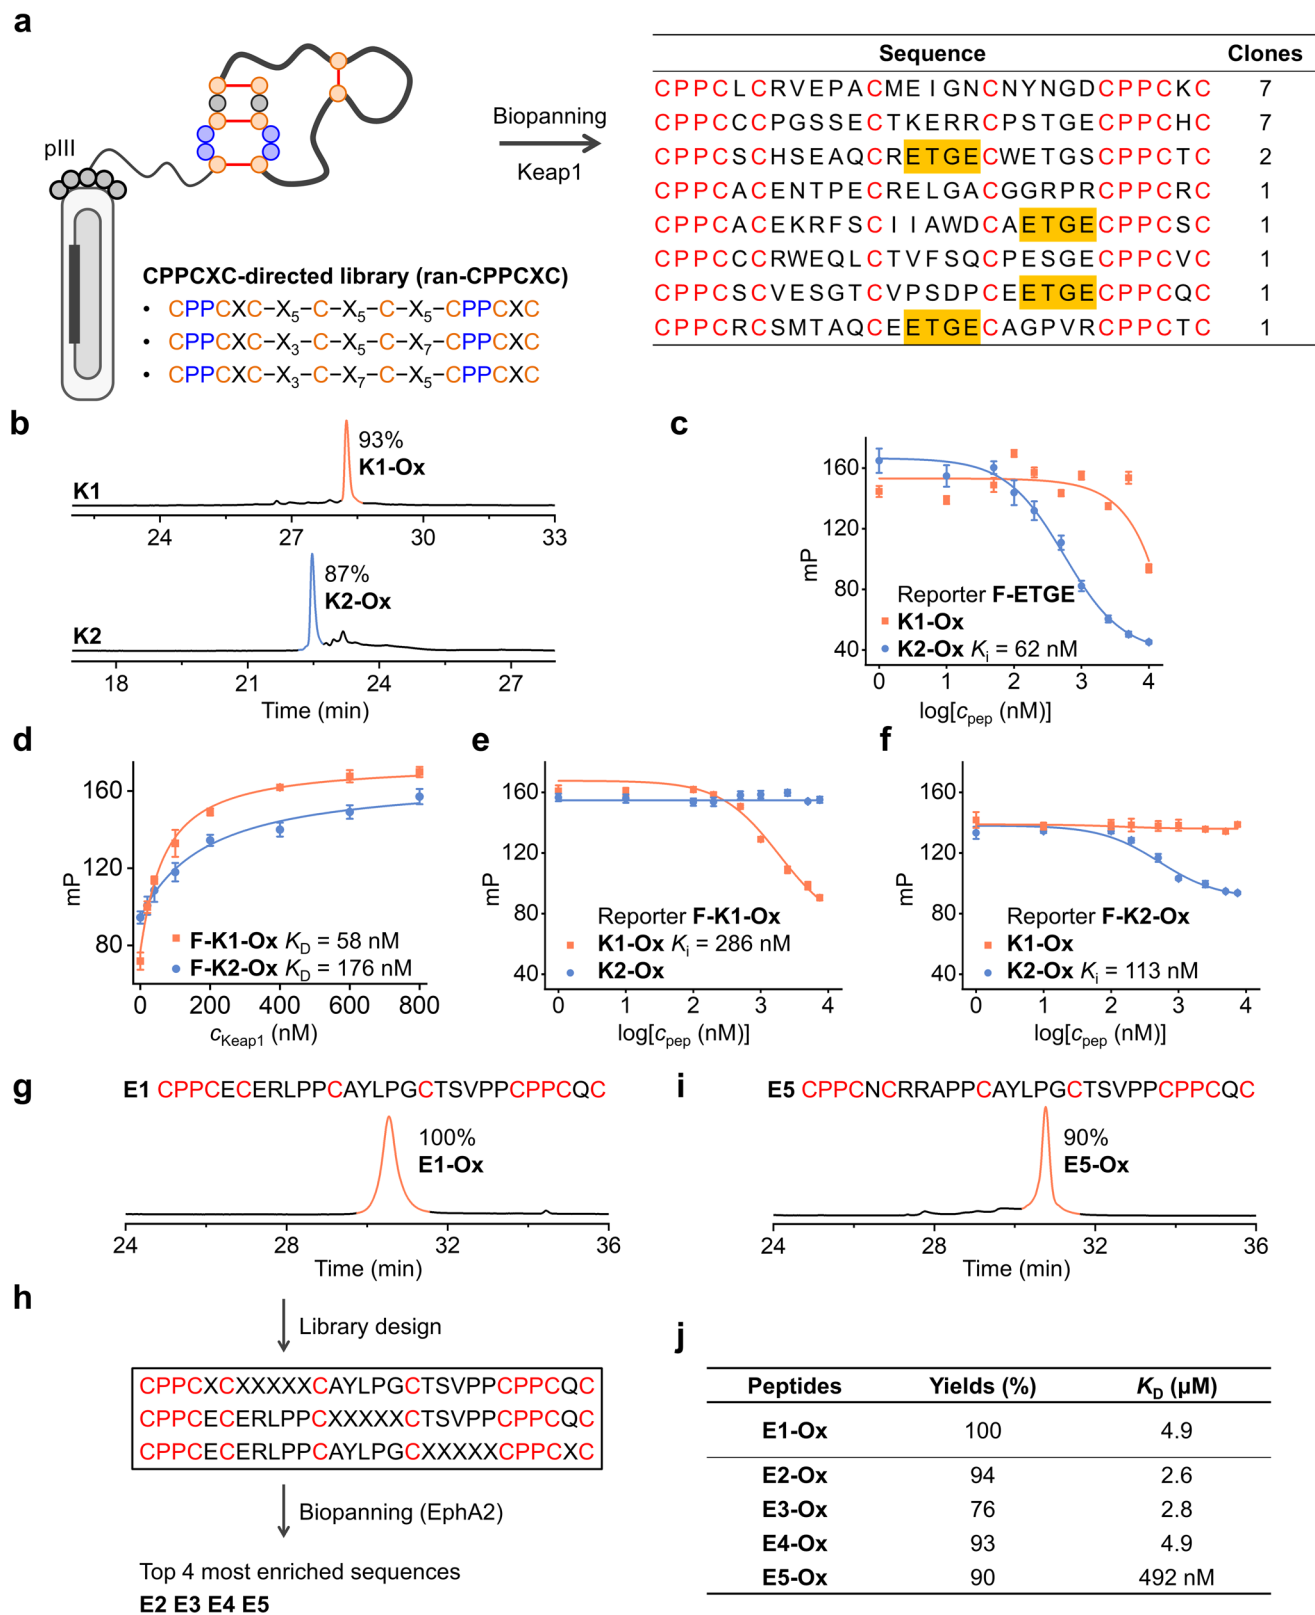 a
pIII
Biopanning
Keap1
CPPCXC-directed library (ran-CPPCXC)
• CPPCXC–X5–C–X5–C–X5–CPPCXC
• CPPCXC–X3–C–X5–C–X7–CPPCXC
• CPPCXC–X3–C–X7–C–X5–CPPCXC
Sequence Clones
CPPCLCRVEPACMEIGNCNYNGDCPPCKC 7
CPPCCCPGSSECTKERRCPSTGECPPCHC 7
CPPCSCHSEAQCRETGECWETGSCPPCTC 2
CPPCACENTPECRELGACGGRPRCPPCRC 1
CPPCACEKRFSCIIAWDCAETGECPPCSC 1
CPPCCCRWEQLCTVFSQCPESGECPPCVC 1
CPPCSCVESGTCVPSDPCEETGECPPCQC 1
CPPCRCSMTAQCEETGECAGPVRCPPCTC 1
b
93%
K1-Ox
K1
24 27 30 33
87%
K2-Ox
K2
18 21 24 27
Time (min)
c
160
120
80
40
mP
Reporter F-ETGE
K1-Ox
K2-Ox Ki = 62 nM
0 1 2 3 4
log[cpep (nM)]
d
160
120
80
mP
F-K1-Ox KD = 58 nM
F-K2-Ox KD = 176 nM
0 200 400 600 800
cKeap1 (nM)
e
160
120
80
40
mP
Reporter F-K1-Ox
K1-Ox Ki = 286 nM
K2-Ox
0 1 2 3 4
log[cpep (nM)]
f
160
120
80
40
mP
Reporter F-K2-Ox
K1-Ox
K2-Ox Ki = 113 nM
0 1 2 3 4
log[cpep (nM)]
g
E1 CPPCECERLPPCAYLPGCTSVPPCPPCQC
100%
E1-Ox
24 28 32 36
Time (min)
i
E5 CPPCNCRRAPPCAYLPGCTSVPPCPPCQC
90%
E5-Ox
24 28 32 36
Time (min)
h
Library design
CPPCXCXXXXXCAYLPGCTSVPPCPPCQC
CPPCECERLPPCXXXXXCTSVPPCPPCQC
CPPCECERLPPCAYLPGCXXXXXCPPCXC
Biopanning (EphA2)
Top 4 most enriched sequences
E2 E3 E4 E5
j
Peptides Yields (%) KD (µM)
E1-Ox 100 4.9
E2-Ox 94 2.6
E3-Ox 76 2.8
E4-Ox 93 4.9
E5-Ox 90 492 nM